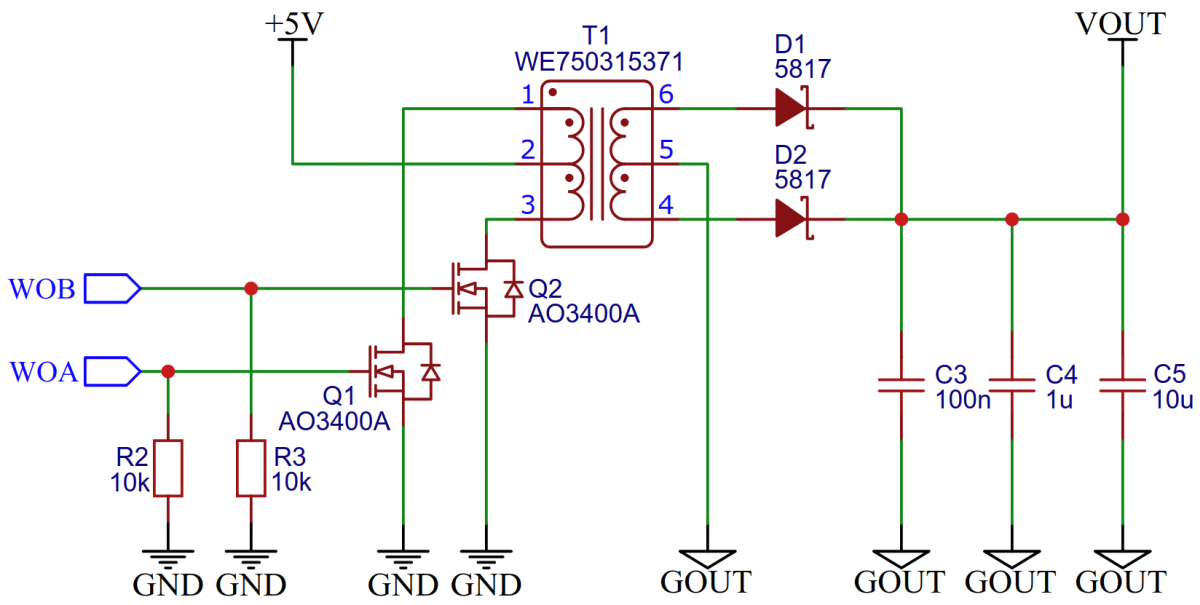 +5V
VOUT
T1
WE750315371
D1
5817
1
6
2
5
D2
5817
3
4
WOB
Q2
AO3400A
WOA
Q1
AO3400A
C3
100n
C4
1u
C5
10u
R2
10k
R3
10k
GND
GND
GND
GND
GOUT
GOUT
GOUT
GOUT